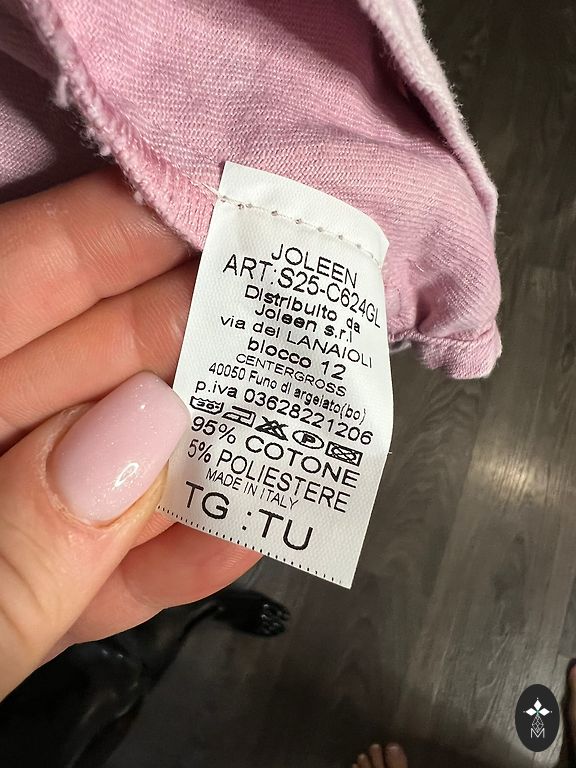 JOLEEN
ART:S25-C624GL
Distribuito da
Joleen s.r.l
via dei LANAIOLI
blocco 12
CENTERGROSS
40050 Funo di argelato(bo)
p.iva 03628221206
95% COTONE
5% POLIESTERE
MADE IN ITALY
TG :TU
M